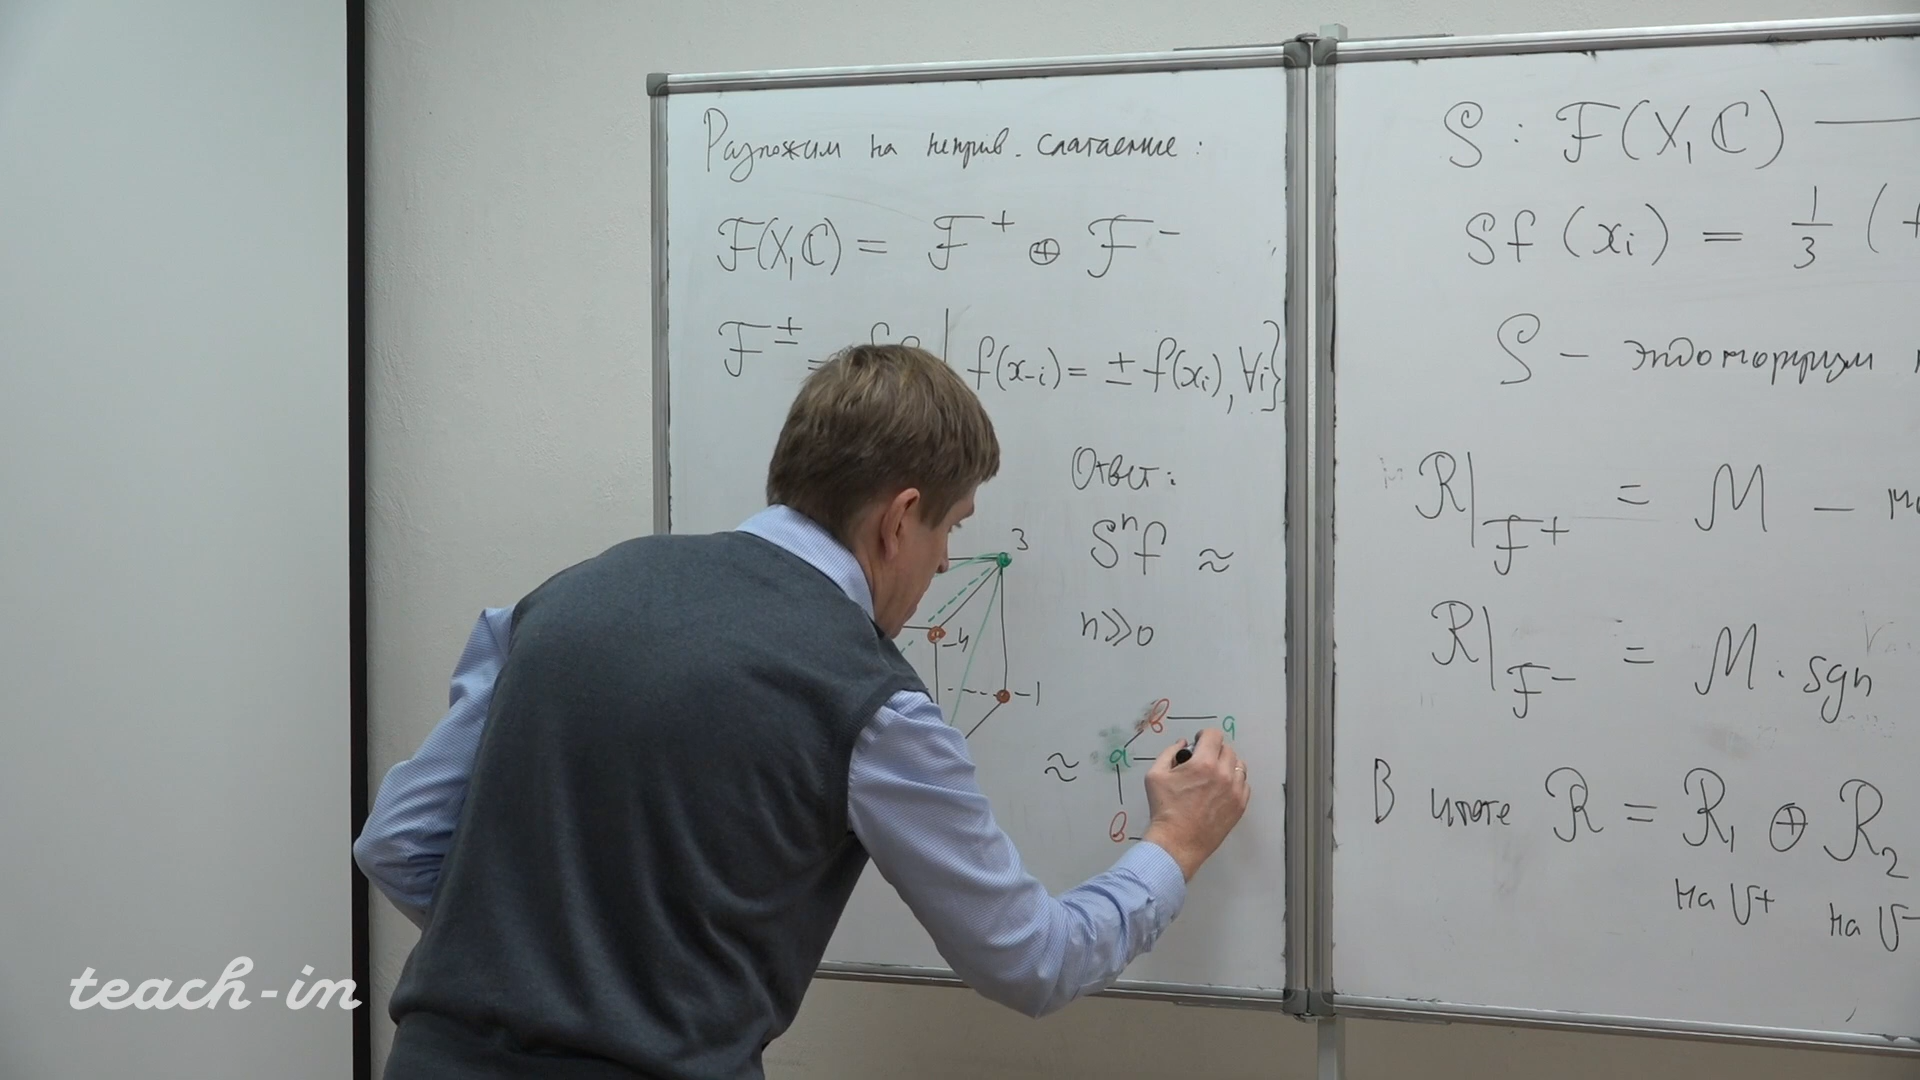 Разложим на неприв. слагаемые:
F(X,ℂ) = F⁺ ⊕ F⁻
F± = f(x₋ᵢ) = ± f(xᵢ), ∀i}
Ответ:
Sⁿf ≈
n≫0
3
-4
-1
≈
в a
a
в
S : F(X,ℂ)
Sf(xᵢ) = 1/3 (
S – эндоморфизм
R|F⁺ = M –
R|F⁻ = M · sgn
В итоге R = R₁ ⊕ R₂
на V+ на V-
teach-in